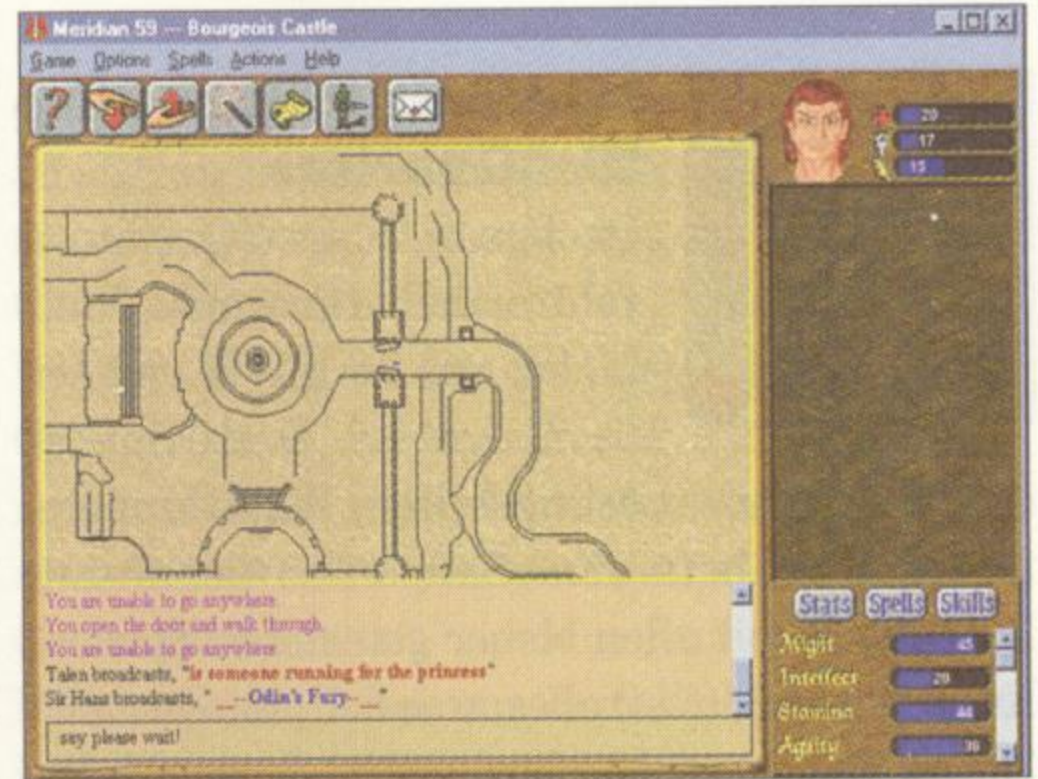 Meridian 59 — Bourgeois Castle
Game Options Spells Actions Help
?
20
17
15
You are unable to go anywhere.
You open the door and walk through.
You are unable to go anywhere.
Talen broadcasts, "is someone running for the princess"
Sir Hans broadcasts, "__--Odin's Fury--__"
say please wait!
Stats Spells Skills
Might 45
Intellect 20
Stamina
Agility